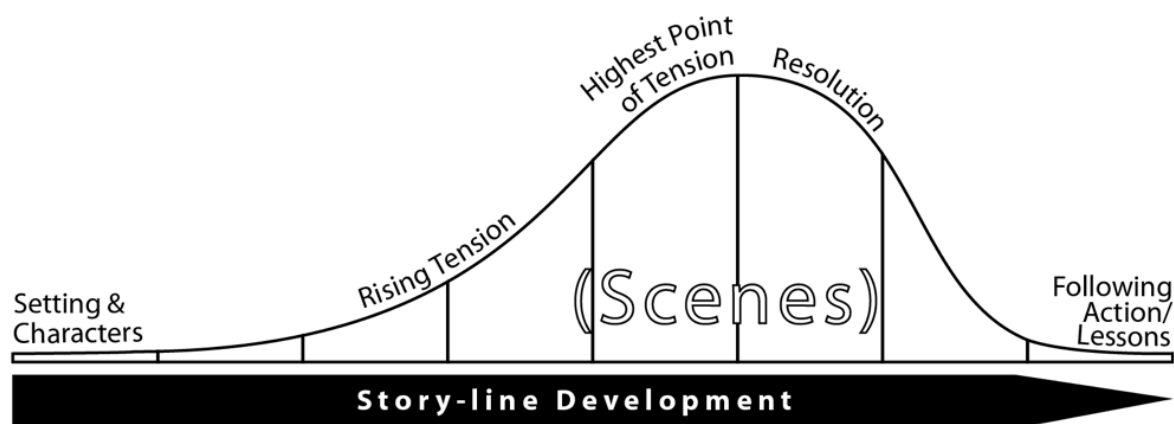 Setting &
Characters
Rising Tension
Highest Point
of Tension
Resolution
(Scenes)
Following
Action/
Lessons
Story-line Development